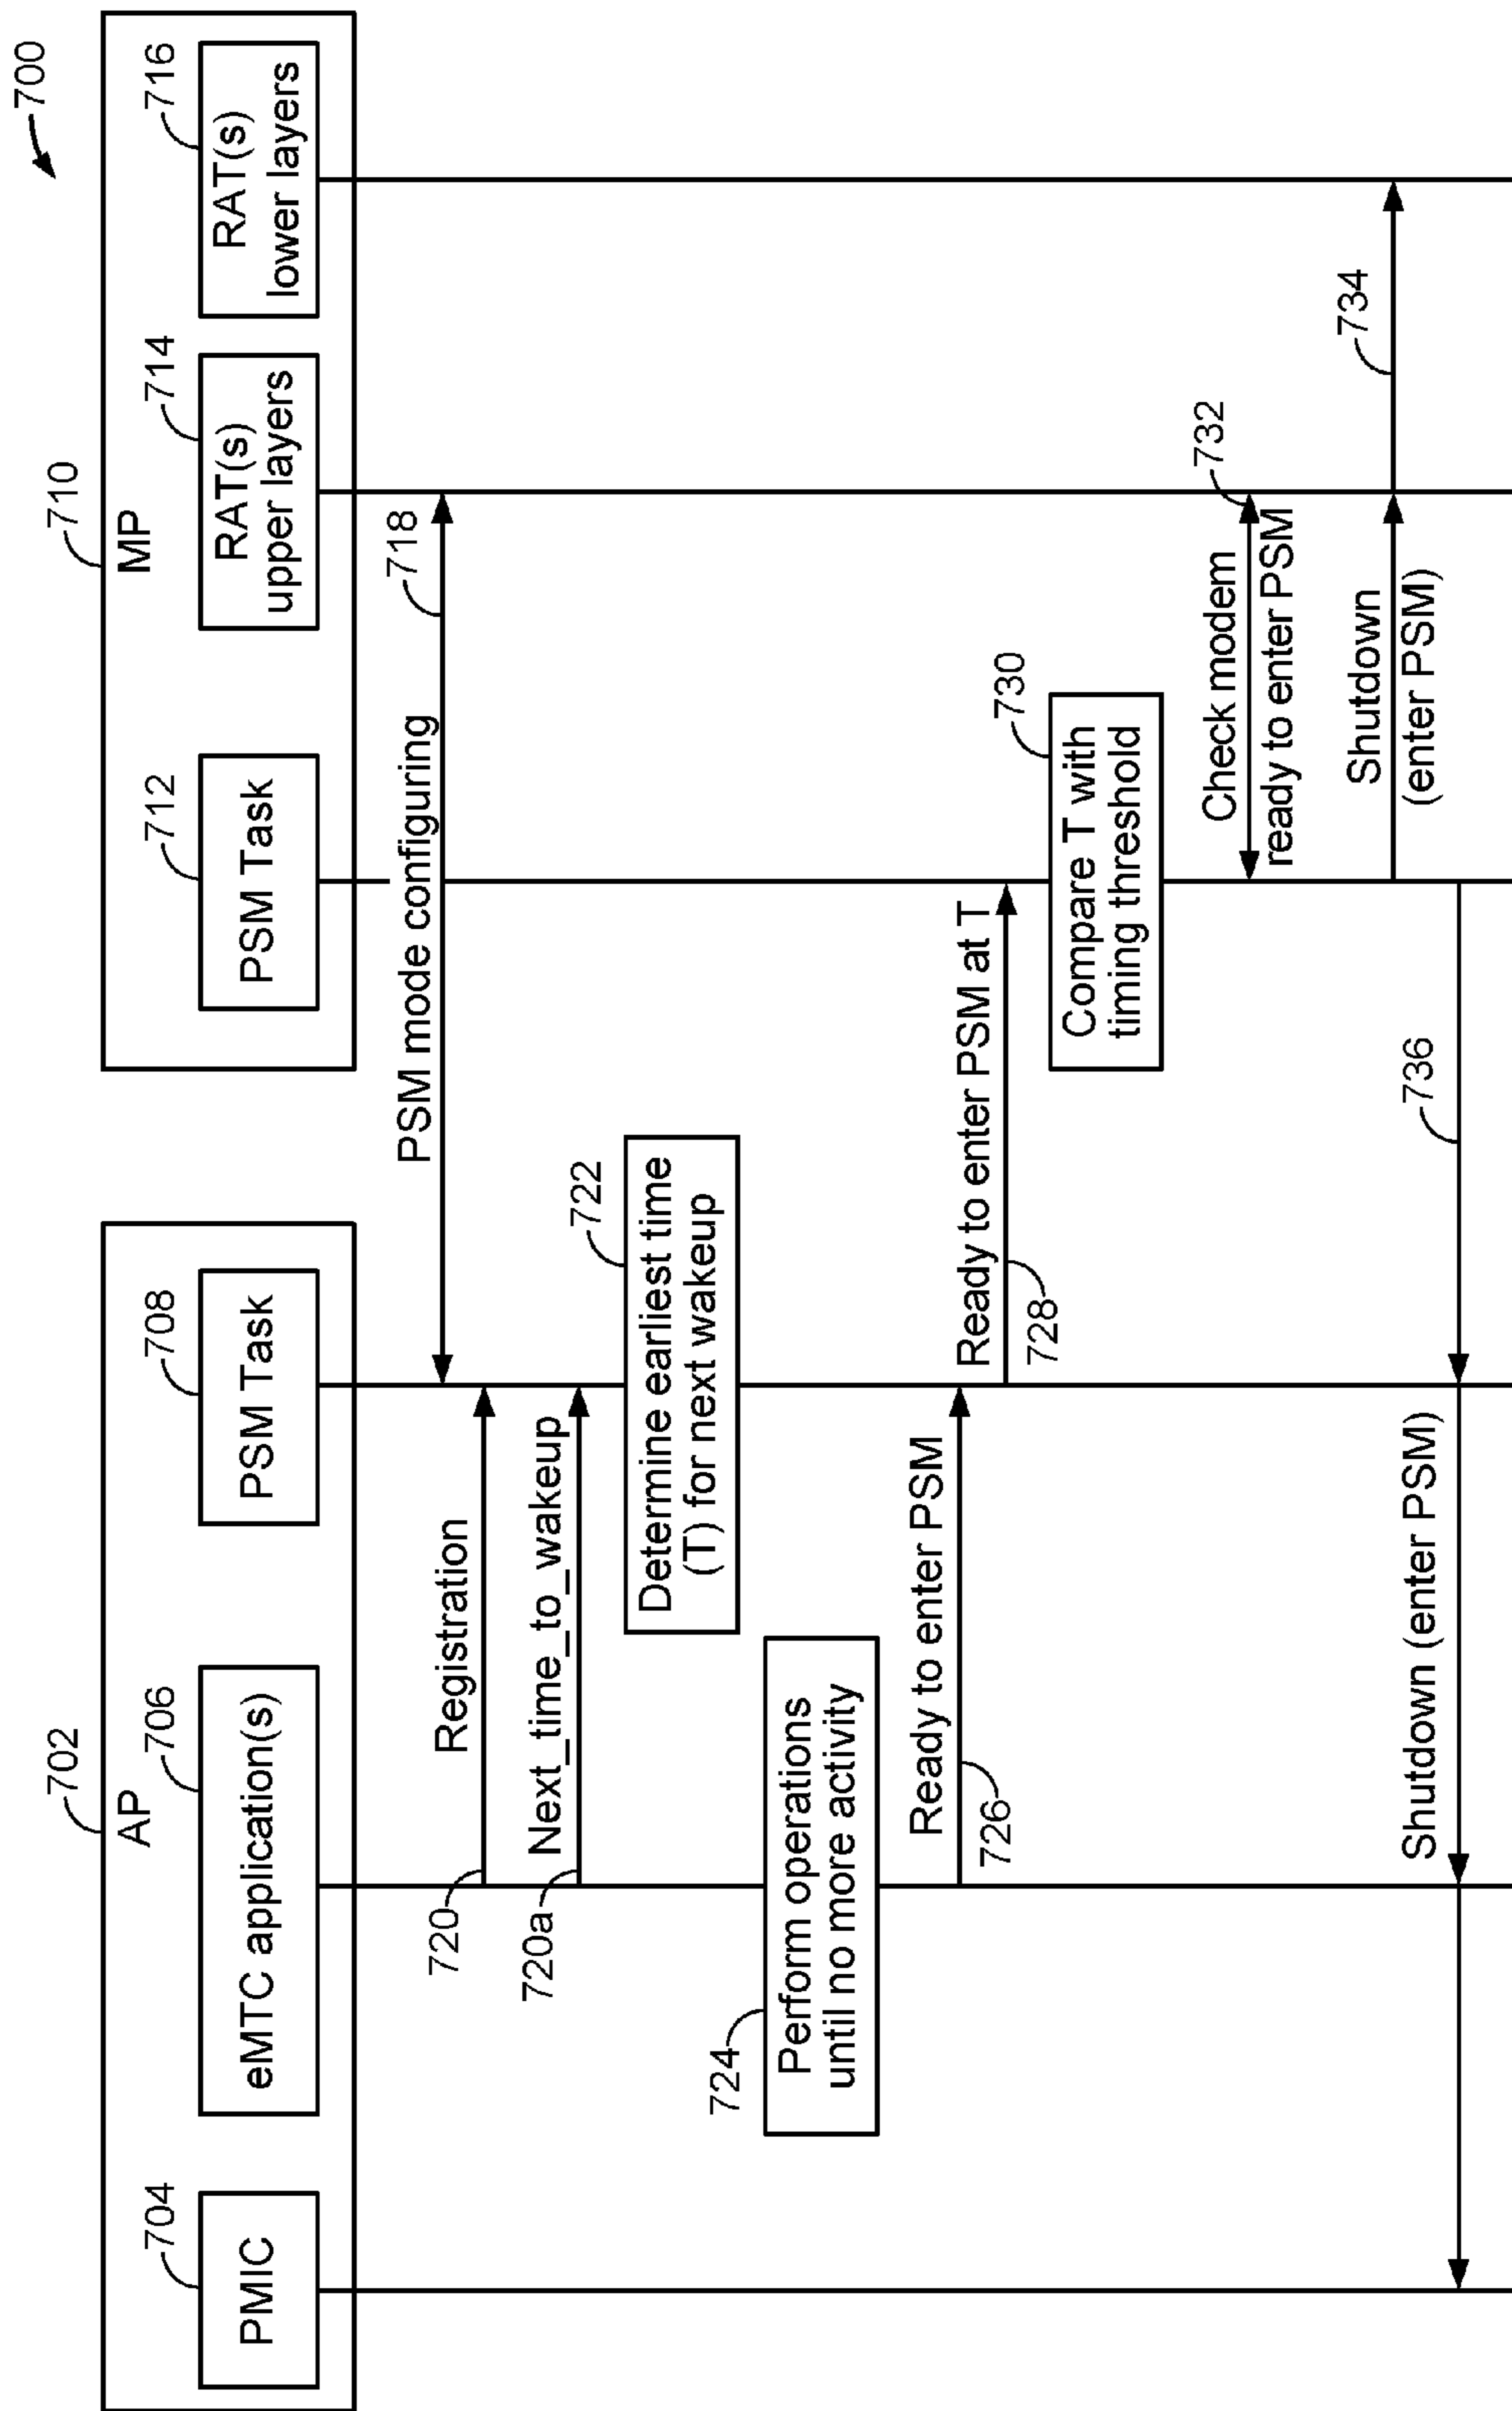 700
702
AP
704
PMIC
706
eMTC application(s)
708
PSM Task
710
MP
712
PSM Task
714
RAT(s)
upper layers
716
RAT(s)
lower layers
PSM mode configuring
718
Registration
720
Next_time_to_wakeup
720a
722
Determine earliest time
(T) for next wakeup
724
Perform operations
until no more activity
Ready to enter PSM
726
Ready to enter PSM at T
728
730
Compare T with
timing threshold
732
Check modem
ready to enter PSM
Shutdown
(enter PSM)
734
736
Shutdown (enter PSM)